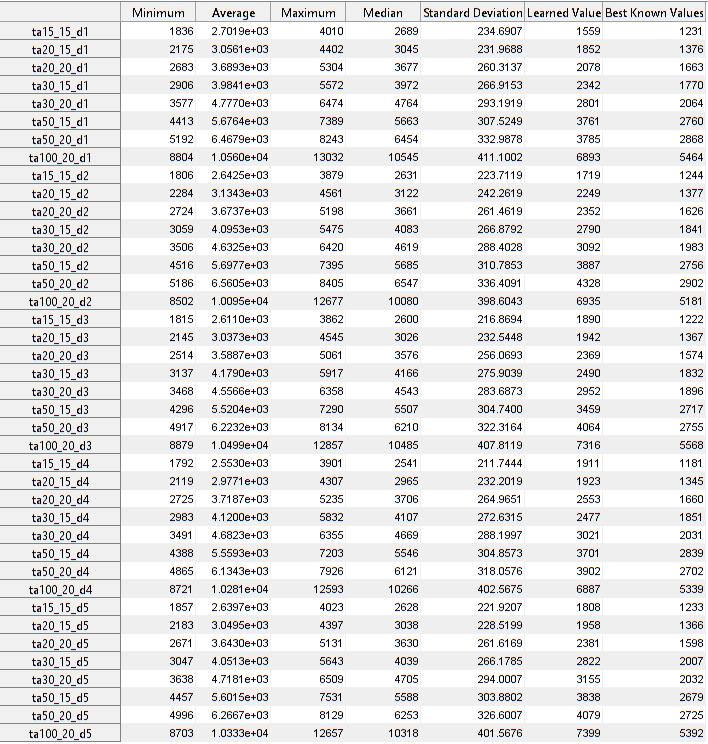 Minimum Average Maximum Median Standard Deviation Learned Value Best Known Values
ta15_15_d1 1836 2.7019e+03 4010 2689 234.6907 1559 1231
ta20_15_d1 2175 3.0561e+03 4402 3045 231.9688 1852 1376
ta20_20_d1 2683 3.6893e+03 5304 3677 260.3137 2078 1663
ta30_15_d1 2906 3.9841e+03 5572 3972 266.9153 2342 1770
ta30_20_d1 3577 4.7770e+03 6474 4764 293.1919 2801 2064
ta50_15_d1 4413 5.6764e+03 7389 5663 307.5249 3761 2760
ta50_20_d1 5192 6.4679e+03 8243 6454 332.9878 3785 2868
ta100_20_d1 8804 1.0560e+04 13032 10545 411.1002 6893 5464
ta15_15_d2 1806 2.6425e+03 3879 2631 223.7119 1719 1244
ta20_15_d2 2284 3.1343e+03 4561 3122 242.2619 2249 1377
ta20_20_d2 2724 3.6737e+03 5198 3661 261.4619 2352 1626
ta30_15_d2 3059 4.0953e+03 5475 4083 266.8792 2790 1841
ta30_20_d2 3506 4.6325e+03 6420 4619 288.4028 3092 1983
ta50_15_d2 4516 5.6977e+03 7395 5685 310.7853 3887 2756
ta50_20_d2 5186 6.5605e+03 8405 6547 336.4091 4328 2902
ta100_20_d2 8502 1.0095e+04 12677 10080 398.6043 6935 5181
ta15_15_d3 1815 2.6110e+03 3862 2600 216.8694 1890 1222
ta20_15_d3 2145 3.0373e+03 4545 3026 232.5448 1942 1367
ta20_20_d3 2514 3.5887e+03 5061 3576 256.0693 2369 1574
ta30_15_d3 3137 4.1790e+03 5917 4166 275.9039 2490 1832
ta30_20_d3 3468 4.5566e+03 6358 4543 283.6873 2952 1896
ta50_15_d3 4296 5.5204e+03 7290 5507 304.7400 3459 2717
ta50_20_d3 4917 6.2232e+03 8134 6210 322.3164 4064 2755
ta100_20_d3 8879 1.0499e+04 12857 10485 407.8119 7316 5568
ta15_15_d4 1792 2.5530e+03 3901 2541 211.7444 1911 1181
ta20_15_d4 2119 2.9771e+03 4307 2965 232.2019 1923 1345
ta20_20_d4 2725 3.7187e+03 5235 3706 264.9651 2553 1660
ta30_15_d4 2983 4.1200e+03 5832 4107 272.6315 2477 1851
ta30_20_d4 3491 4.6823e+03 6355 4669 288.1997 3021 2031
ta50_15_d4 4388 5.5593e+03 7203 5546 304.8573 3701 2839
ta50_20_d4 4865 6.1343e+03 7926 6121 318.0576 3902 2702
ta100_20_d4 8721 1.0281e+04 12593 10266 402.5675 6887 5339
ta15_15_d5 1857 2.6397e+03 4023 2628 221.9207 1808 1233
ta20_15_d5 2183 3.0495e+03 4397 3038 228.5199 1958 1366
ta20_20_d5 2671 3.6430e+03 5131 3630 261.6169 2381 1598
ta30_15_d5 3047 4.0513e+03 5643 4039 266.1785 2822 2007
ta30_20_d5 3638 4.7181e+03 6509 4705 294.0007 3155 2032
ta50_15_d5 4457 5.6015e+03 7531 5588 303.8802 3838 2679
ta50_20_d5 4996 6.2667e+03 8129 6253 326.6007 4079 2725
ta100_20_d5 8703 1.0333e+04 12657 10318 401.5676 7399 5392